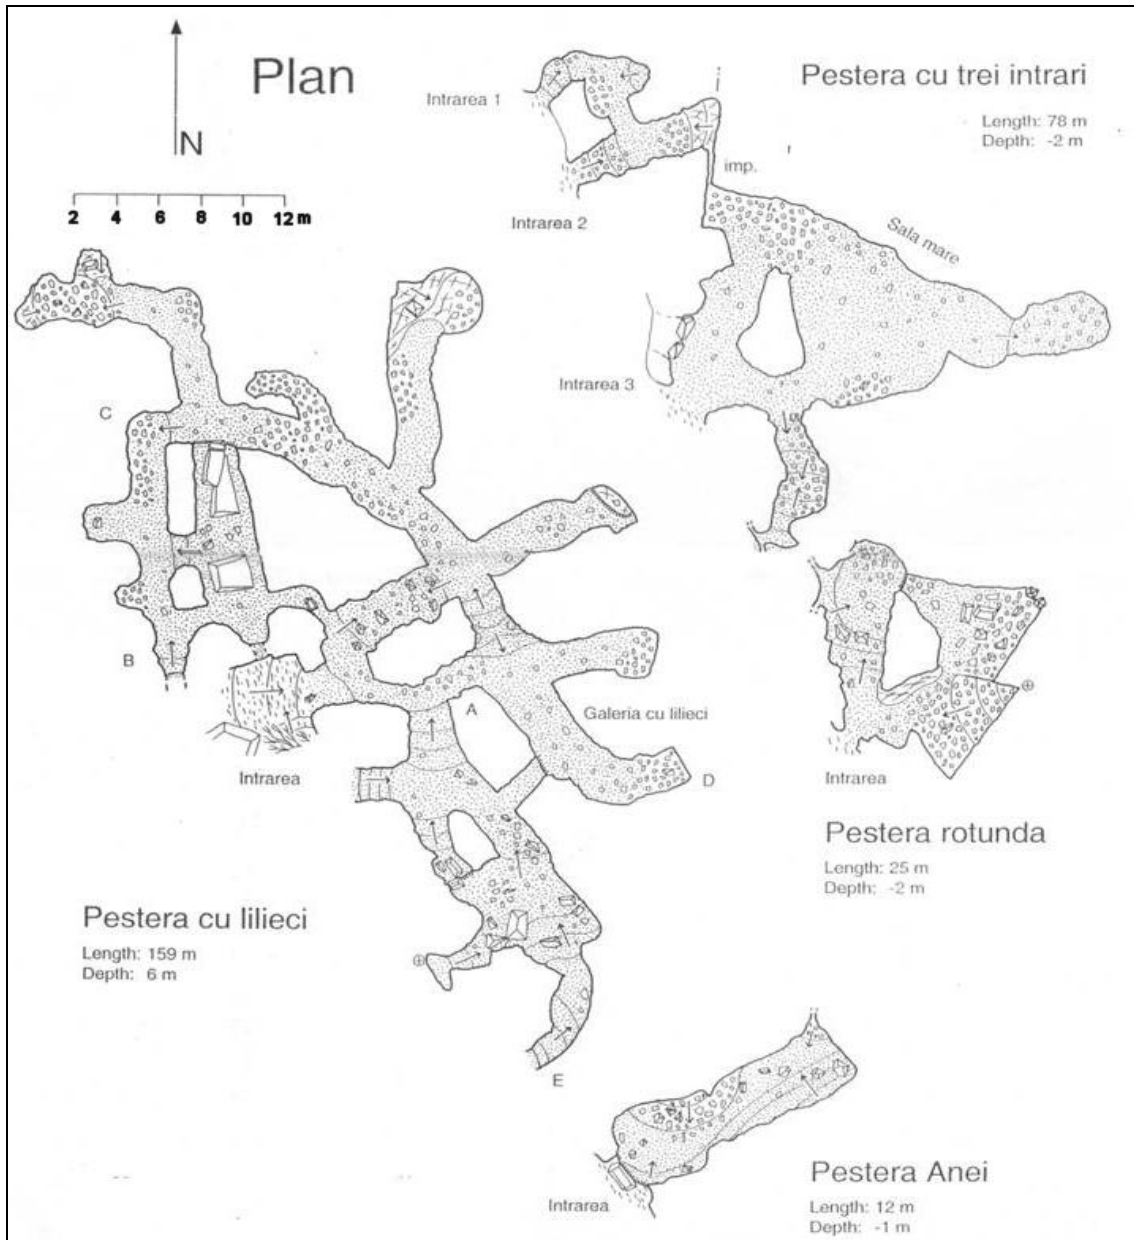 Plan
N
2 4 6 8 10 12 m
Pestera cu trei intrari
Length: 78 m
Depth: -2 m
Intrarea 1
imp.
Intrarea 2
Sala mare
Intrarea 3
C
B
A
Galeria cu lilieci
D
Intrarea
Intrarea
Pestera rotunda
Length: 25 m
Depth: -2 m
Pestera cu lilieci
Length: 159 m
Depth: 6 m
E
Pestera Anei
Length: 12 m
Depth: -1 m
Intrarea